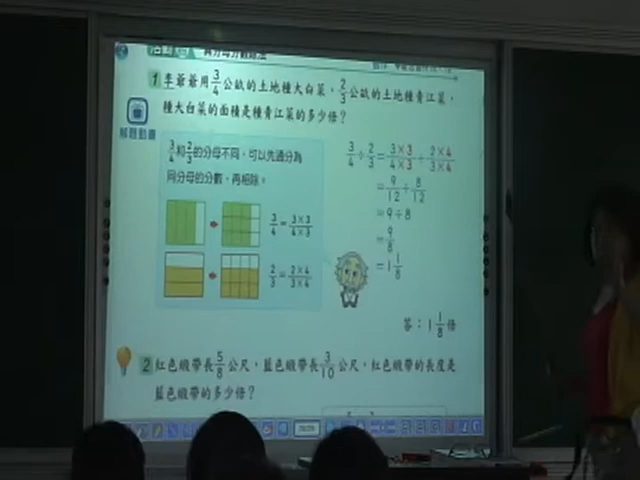 1 李爺爺用3/4公畝的土地種大白菜，2/3公畝的土地種青江菜，
種大白菜的面積是種青江菜的多少倍？
解題動畫
3/4和2/3的分母不同，可以先通分為
同分母的分數，再相除。
3/4=3×3/4×3
2/3=2×4/3×4
3/4÷2/3=3×3/4×3÷2×4/3×4
=9/12÷8/12
=9÷8
=9/8
=1 1/8
答：1 1/8倍
2 紅色緞帶長5/8公尺，藍色緞帶長3/10公尺，紅色緞帶的長度是
藍色緞帶的多少倍？